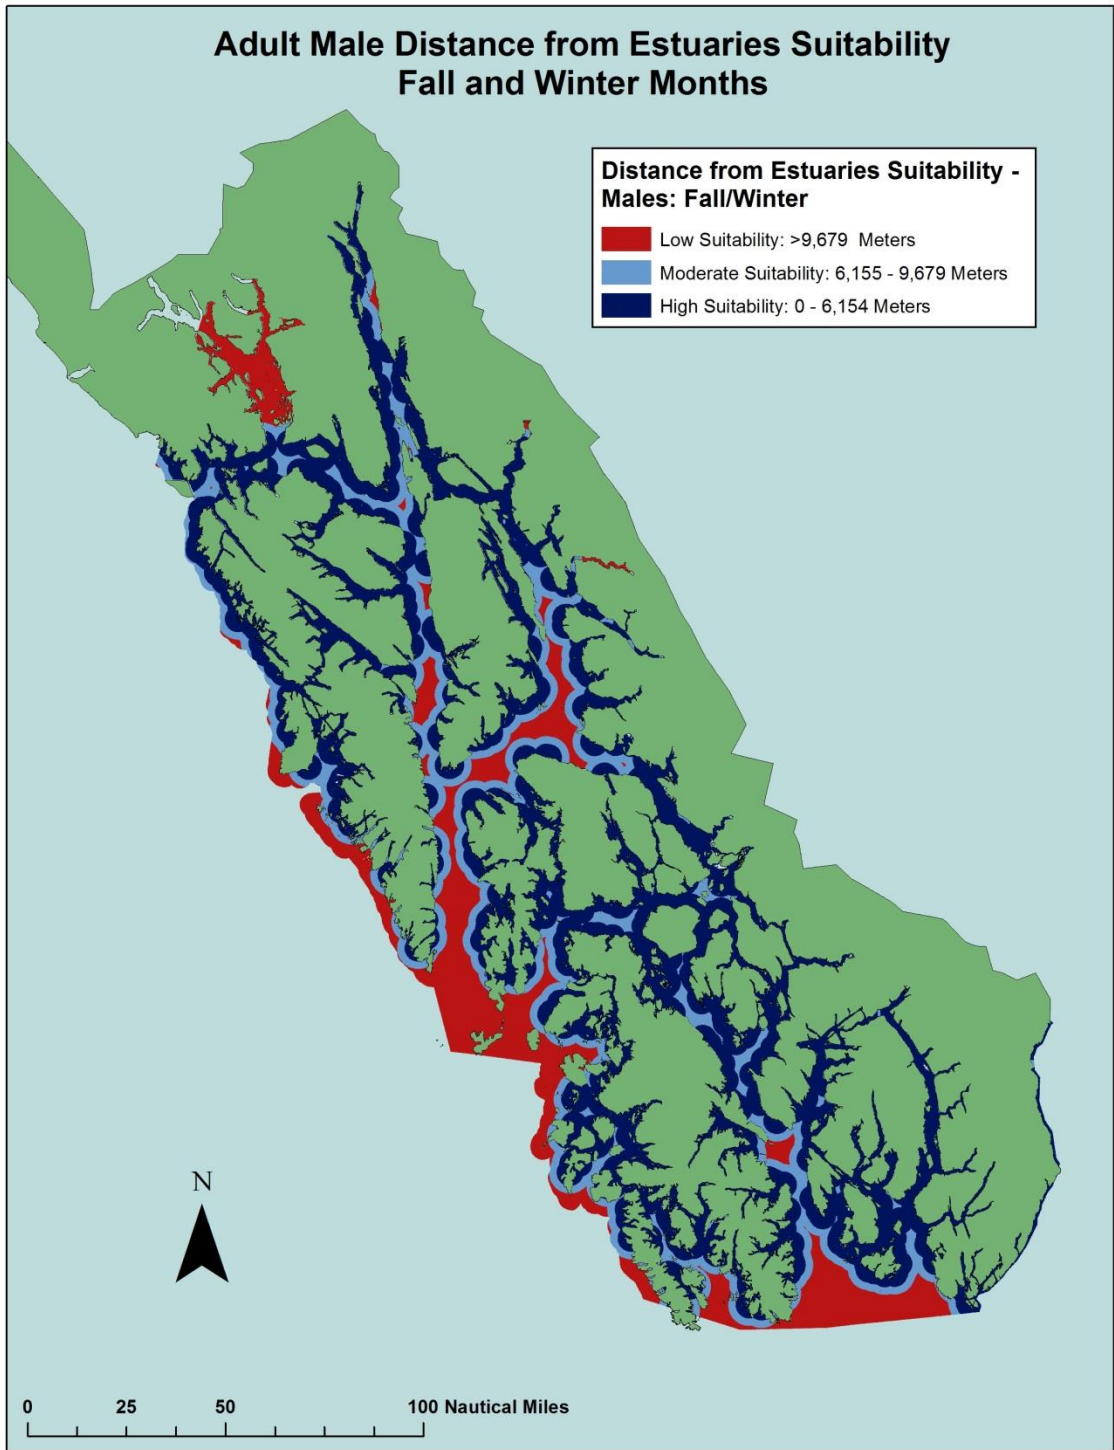 Adult Male Distance from Estuaries Suitability
Fall and Winter Months
Distance from Estuaries Suitability -
Males: Fall/Winter
Low Suitability: >9,679 Meters
Moderate Suitability: 6,155 - 9,679 Meters
High Suitability: 0 - 6,154 Meters
N
0 25 50 100 Nautical Miles